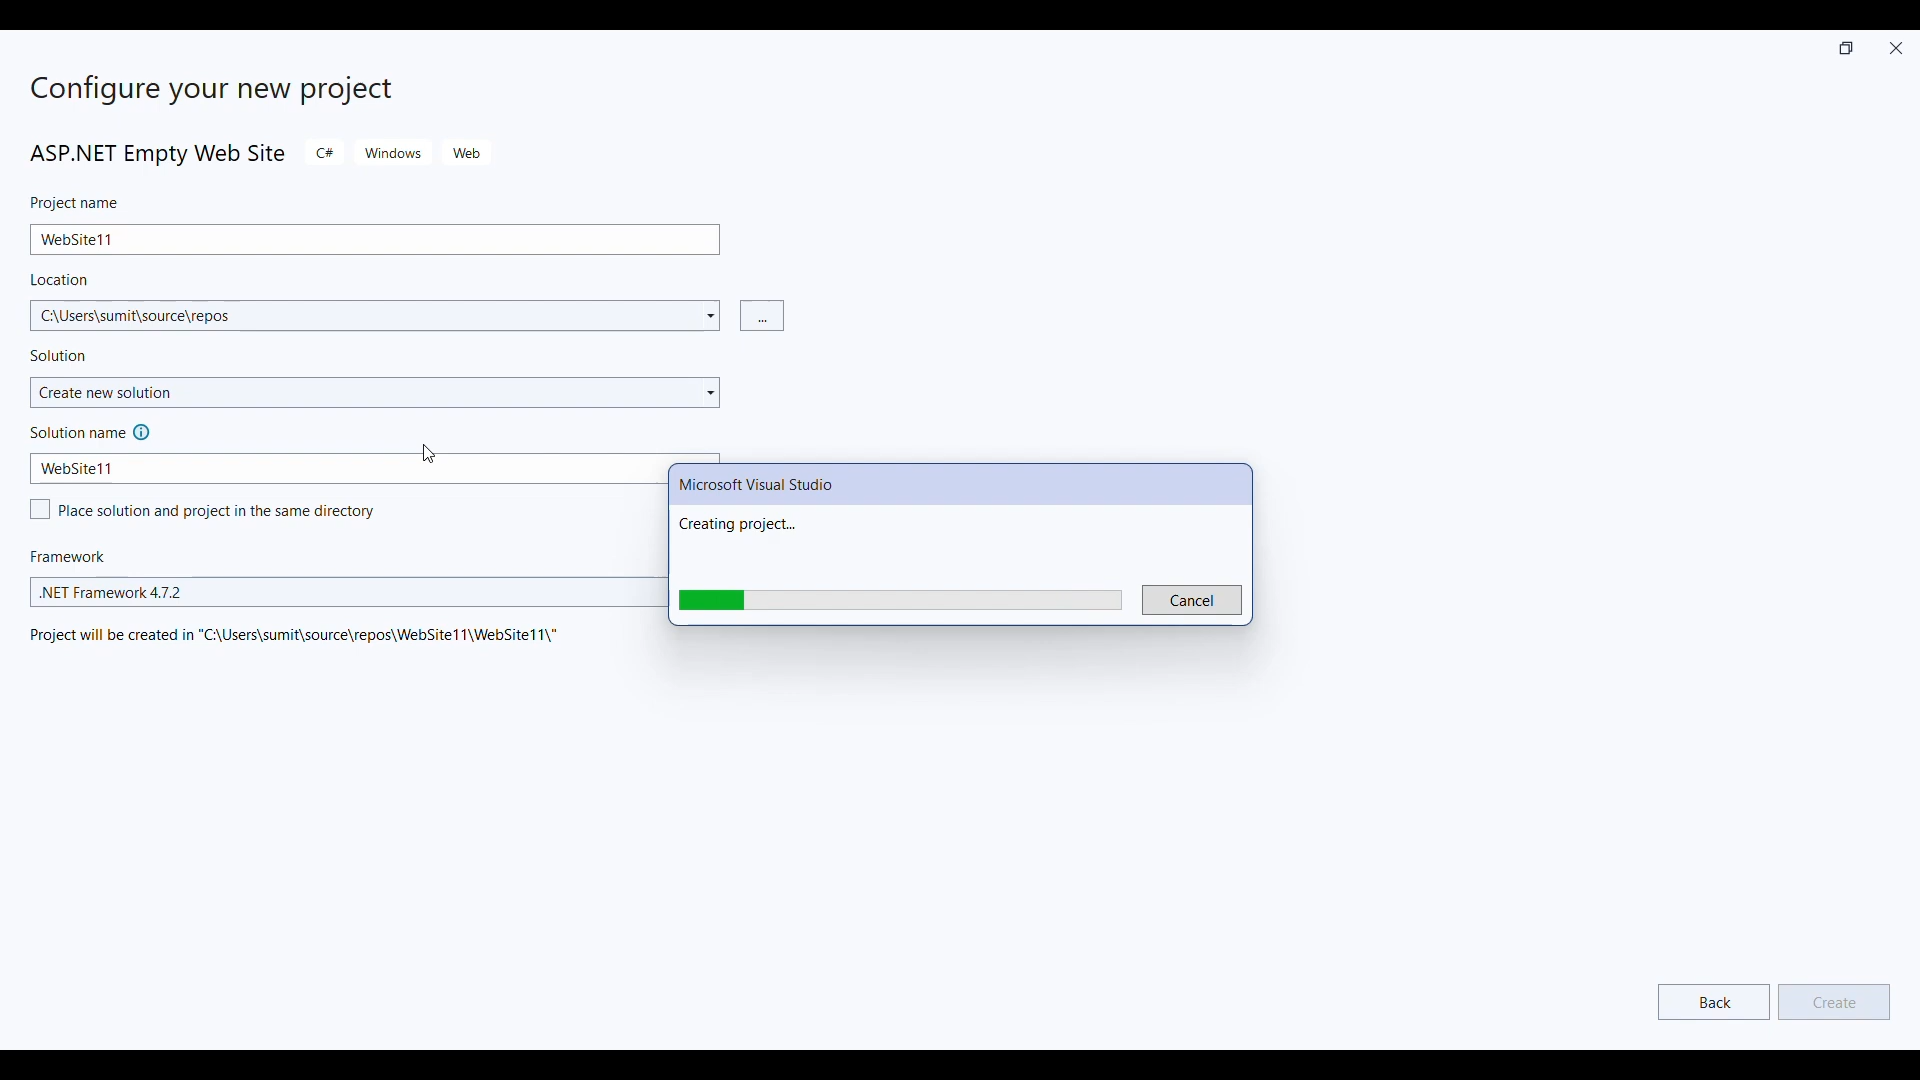 Configure your new project
ASP.NET Empty Web Site C# Windows Web
Project name
WebSite11
Location
C:\Users\sumit\source\repos
...
Solution
Create new solution
Solution name
WebSite11
Place solution and project in the same directory
Framework
.NET Framework 4.7.2
Project will be created in "C:\Users\sumit\source\repos\WebSite11\WebSite11\"
Microsoft Visual Studio
Creating project...
Cancel
Back
Create